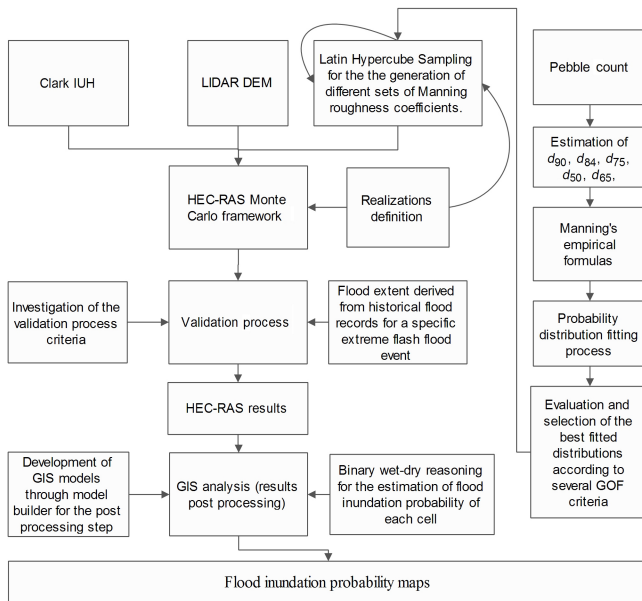 Clark IUH
LIDAR DEM
Latin Hypercube Sampling
for the the generation of
different sets of Manning
roughness coefficients.
Pebble count
Estimation of
d90, d84, d75,
d50, d65,
HEC-RAS Monte
Carlo framework
Realizations
definition
Manning's
empirical
formulas
Investigation of the
validation process
criteria
Validation process
Flood extent derived
from historical flood
records for a specific
extreme flash flood
event
Probability
distribution fitting
process
HEC-RAS results
Evaluation and
selection of the
best fitted
distributions
according to
several GOF
criteria
Development of
GIS models
through model
builder for the post
processing step
GIS analysis (results
post processing)
Binary wet-dry reasoning
for the estimation of flood
inundation probability of
each cell
Flood inundation probability maps